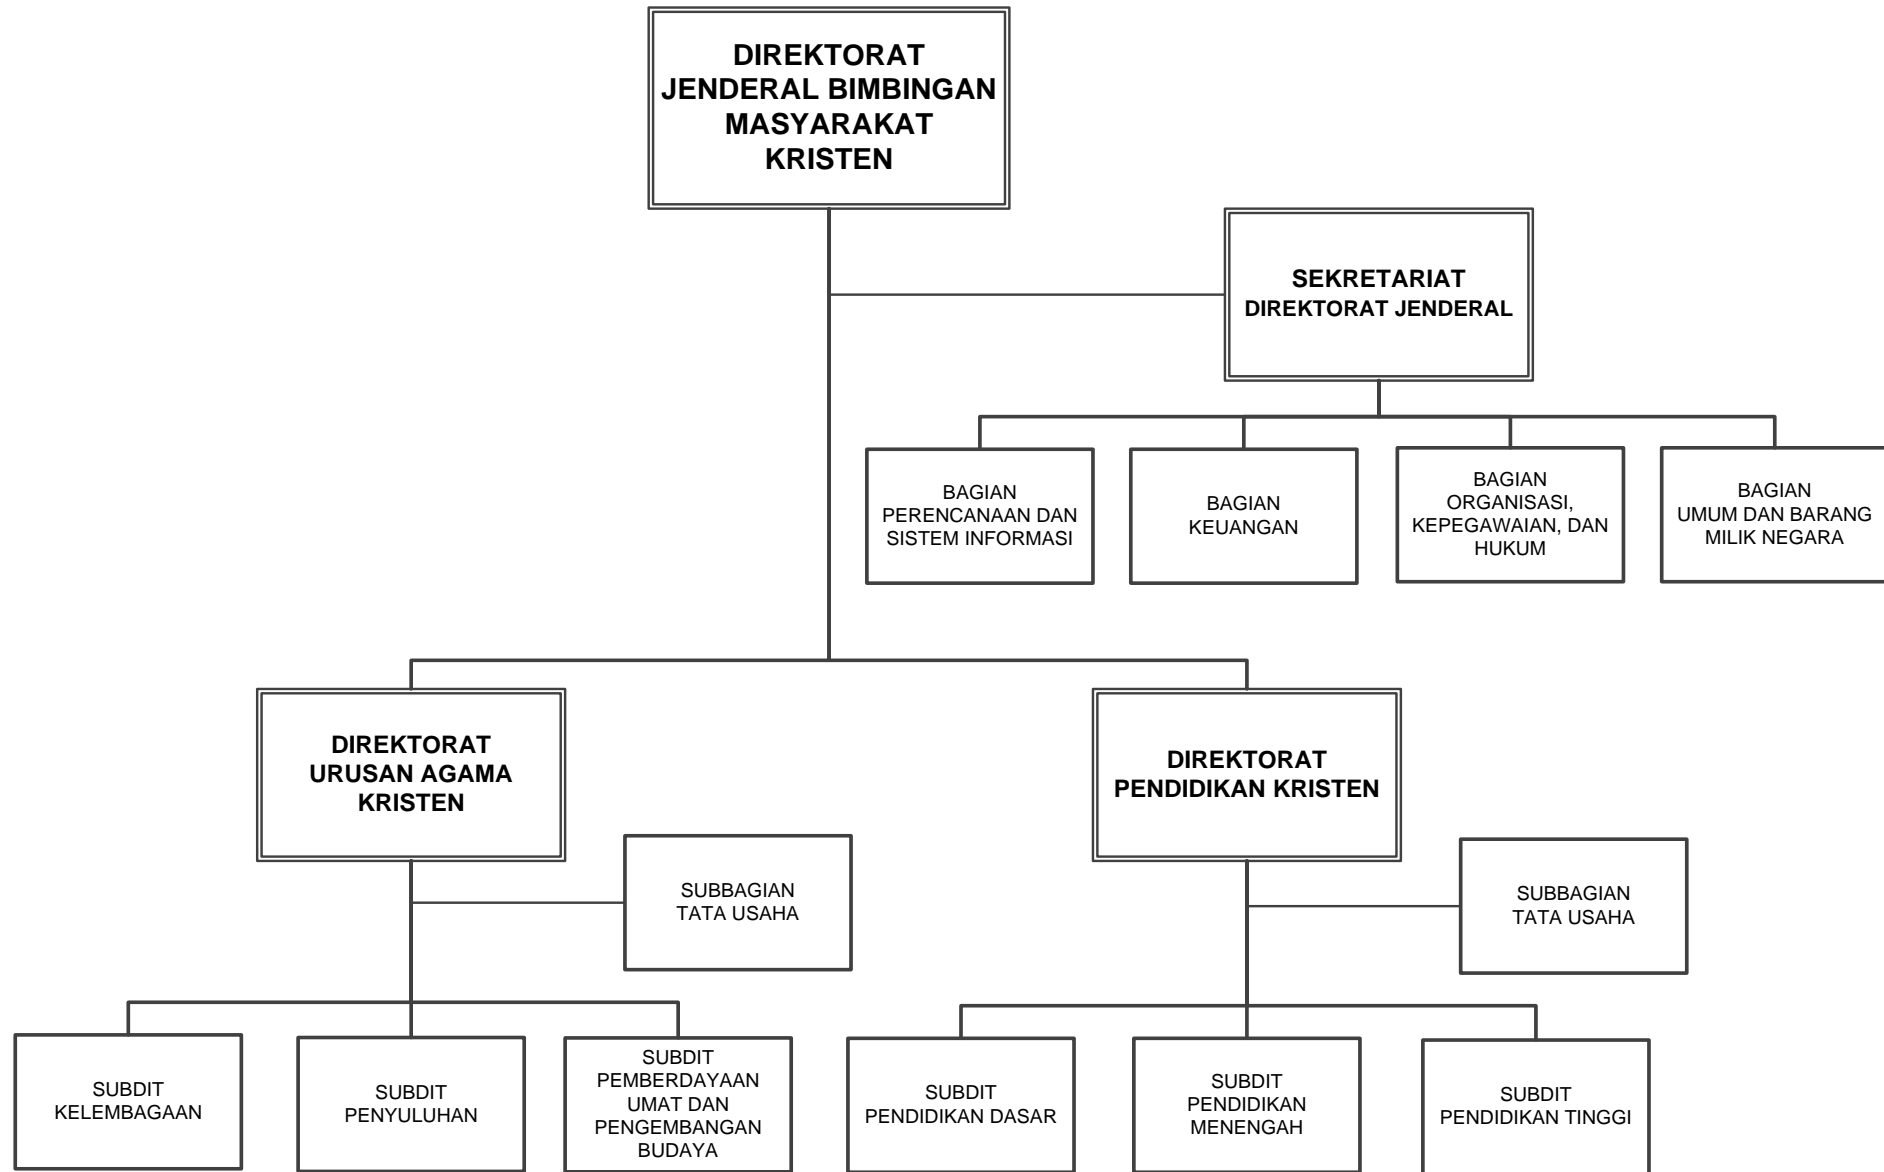 DIREKTORAT
JENDERAL BIMBINGAN
MASYARAKAT
KRISTEN
SEKRETARIAT
DIREKTORAT JENDERAL
BAGIAN
PERENCANAAN DAN
SISTEM INFORMASI
BAGIAN
KEUANGAN
BAGIAN
ORGANISASI,
KEPEGAWAIAN, DAN
HUKUM
BAGIAN
UMUM DAN BARANG
MILIK NEGARA
DIREKTORAT
URUSAN AGAMA
KRISTEN
DIREKTORAT
PENDIDIKAN KRISTEN
SUBBAGIAN
TATA USAHA
SUBBAGIAN
TATA USAHA
SUBDIT
KELEMBAGAAN
SUBDIT
PENYULUHAN
SUBDIT
PEMBERDAYAAN
UMAT DAN
PENGEMBANGAN
BUDAYA
SUBDIT
PENDIDIKAN DASAR
SUBDIT
PENDIDIKAN
MENENGAH
SUBDIT
PENDIDIKAN TINGGI